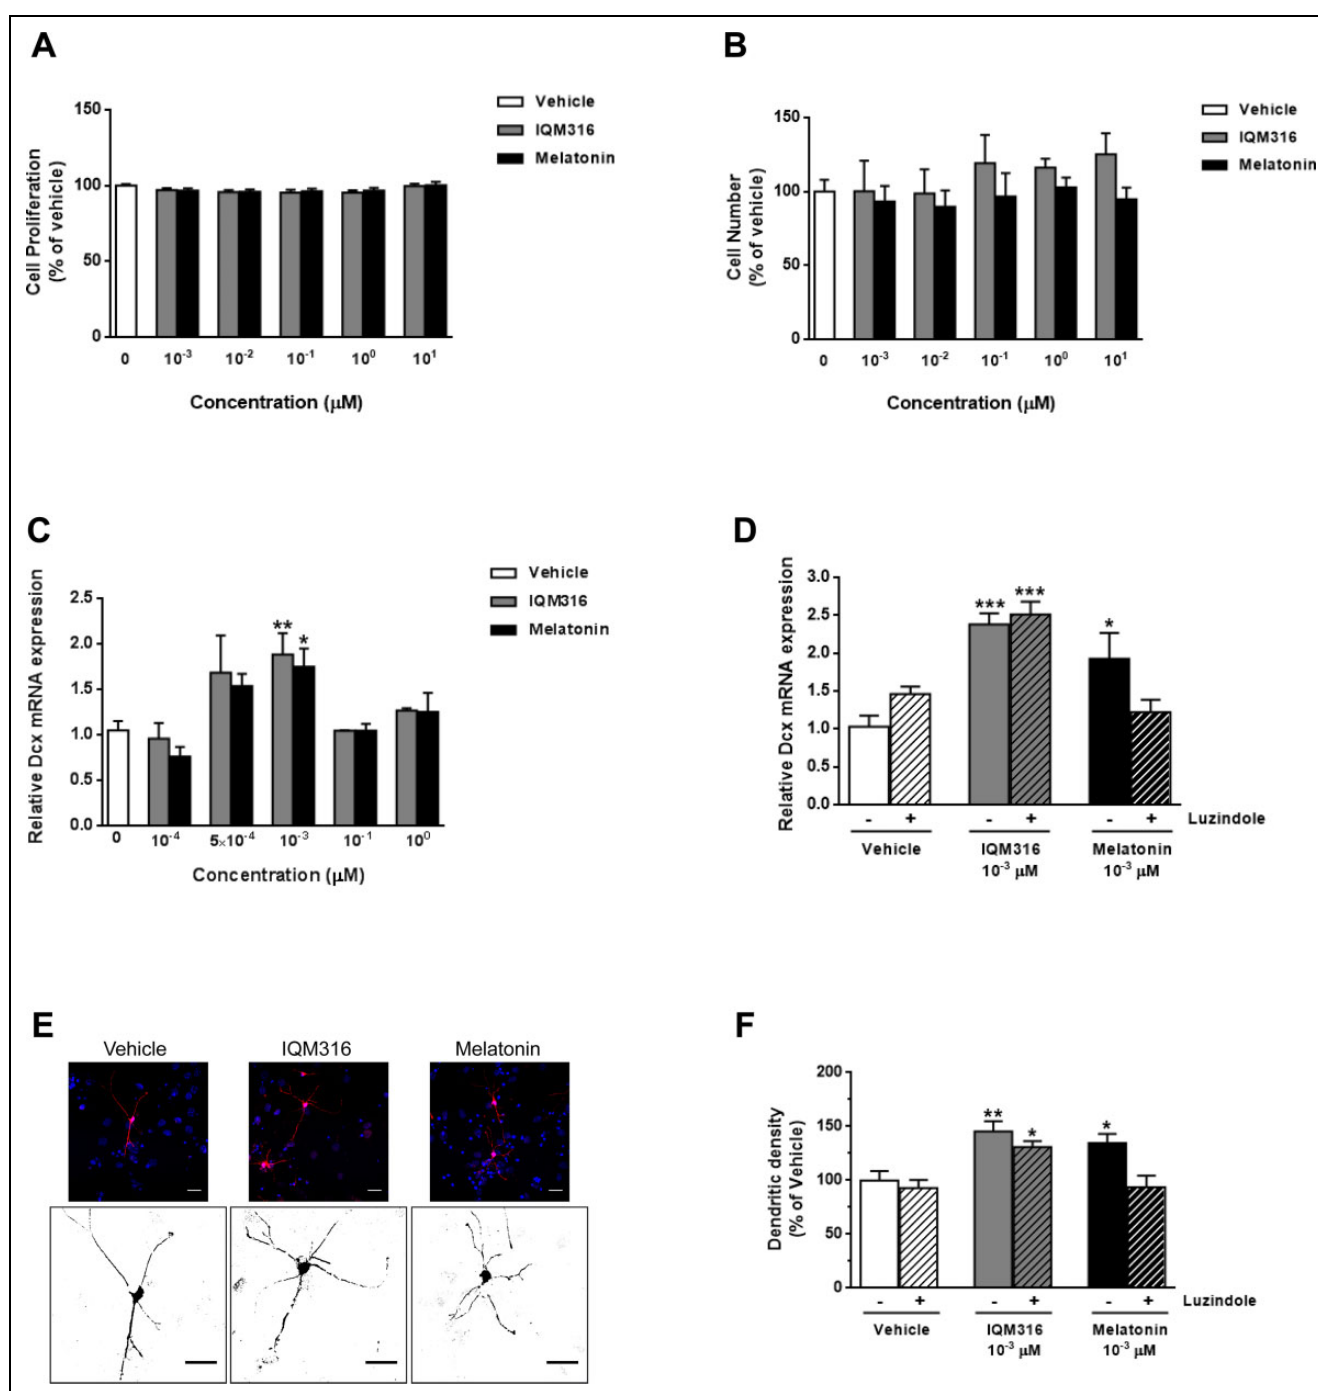 A
Cell Proliferation
(% of vehicle)
150
100
50
0
0 10⁻³ 10⁻² 10⁻¹ 10⁰ 10¹
Concentration (µM)
Vehicle
IQM316
Melatonin
B
Cell Number
(% of vehicle)
150
100
50
0
0 10⁻³ 10⁻² 10⁻¹ 10⁰ 10¹
Concentration (µM)
Vehicle
IQM316
Melatonin
C
Relative Dcx mRNA expression
2.5
2.0
1.5
1.0
0.5
0.0
** *
0 10⁻⁴ 5×10⁻⁴ 10⁻³ 10⁻¹ 10⁰
Concentration (µM)
Vehicle
IQM316
Melatonin
D
Relative Dcx mRNA expression
3.0
2.5
2.0
1.5
1.0
0.5
0.0
*** *** *
- + - + - + Luzindole
Vehicle IQM316 Melatonin
10⁻³ µM 10⁻³ µM
E
Vehicle IQM316 Melatonin
F
Dendritic density
(% of Vehicle)
200
150
100
50
0
** * *
- + - + - + Luzindole
Vehicle IQM316 Melatonin
10⁻³ µM 10⁻³ µM